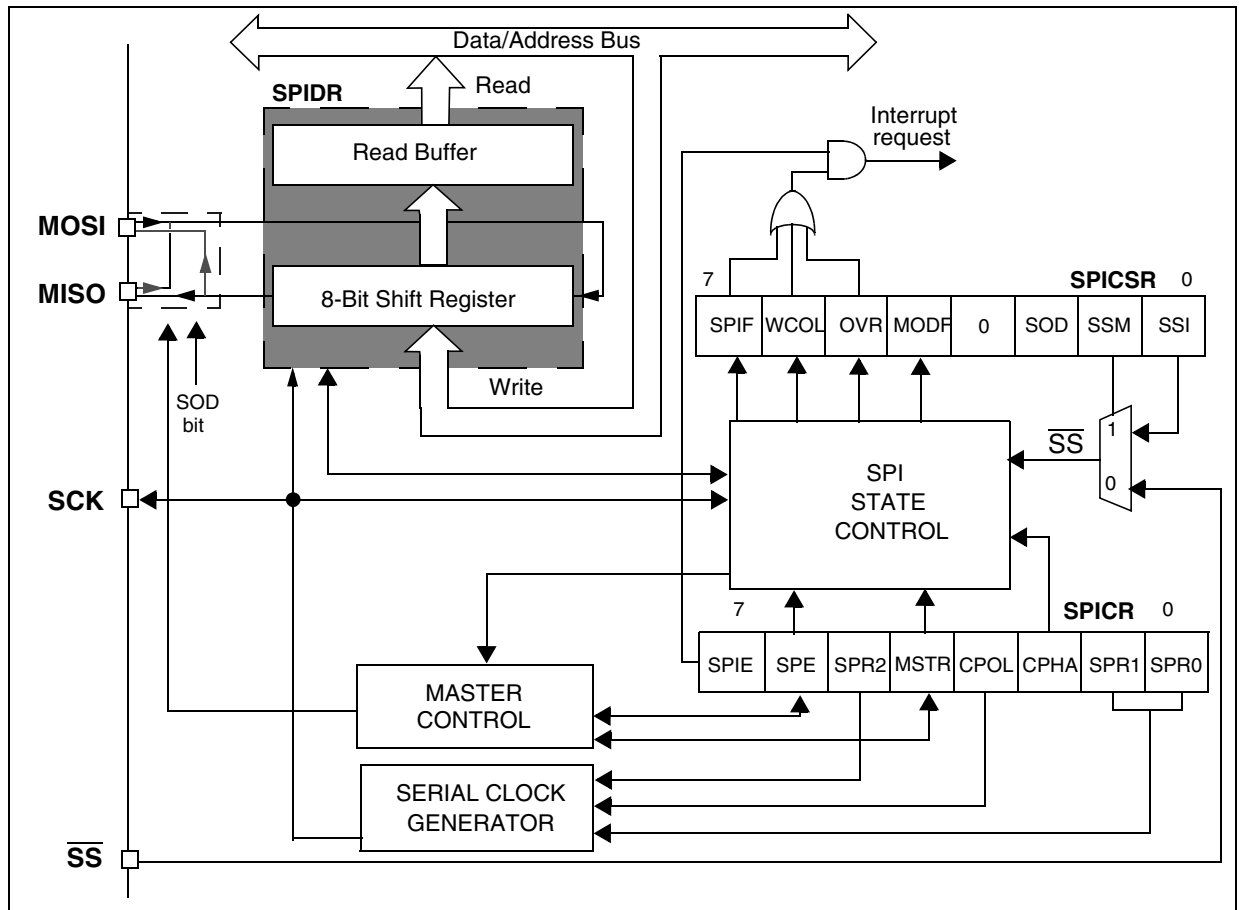 Data/Address Bus
SPIDR
Read
Read Buffer
Interrupt
request
MOSI
MISO
8-Bit Shift Register
7
SPICSR
0
SPIF
WCOL
OVR
MODF
0
SOD
SSM
SSI
Write
SOD
bit
1
SS
0
SCK
SPI
STATE
CONTROL
7
SPICR
0
SPIE
SPE
SPR2
MSTR
CPOL
CPHA
SPR1
SPR0
MASTER
CONTROL
SERIAL CLOCK
GENERATOR
SS